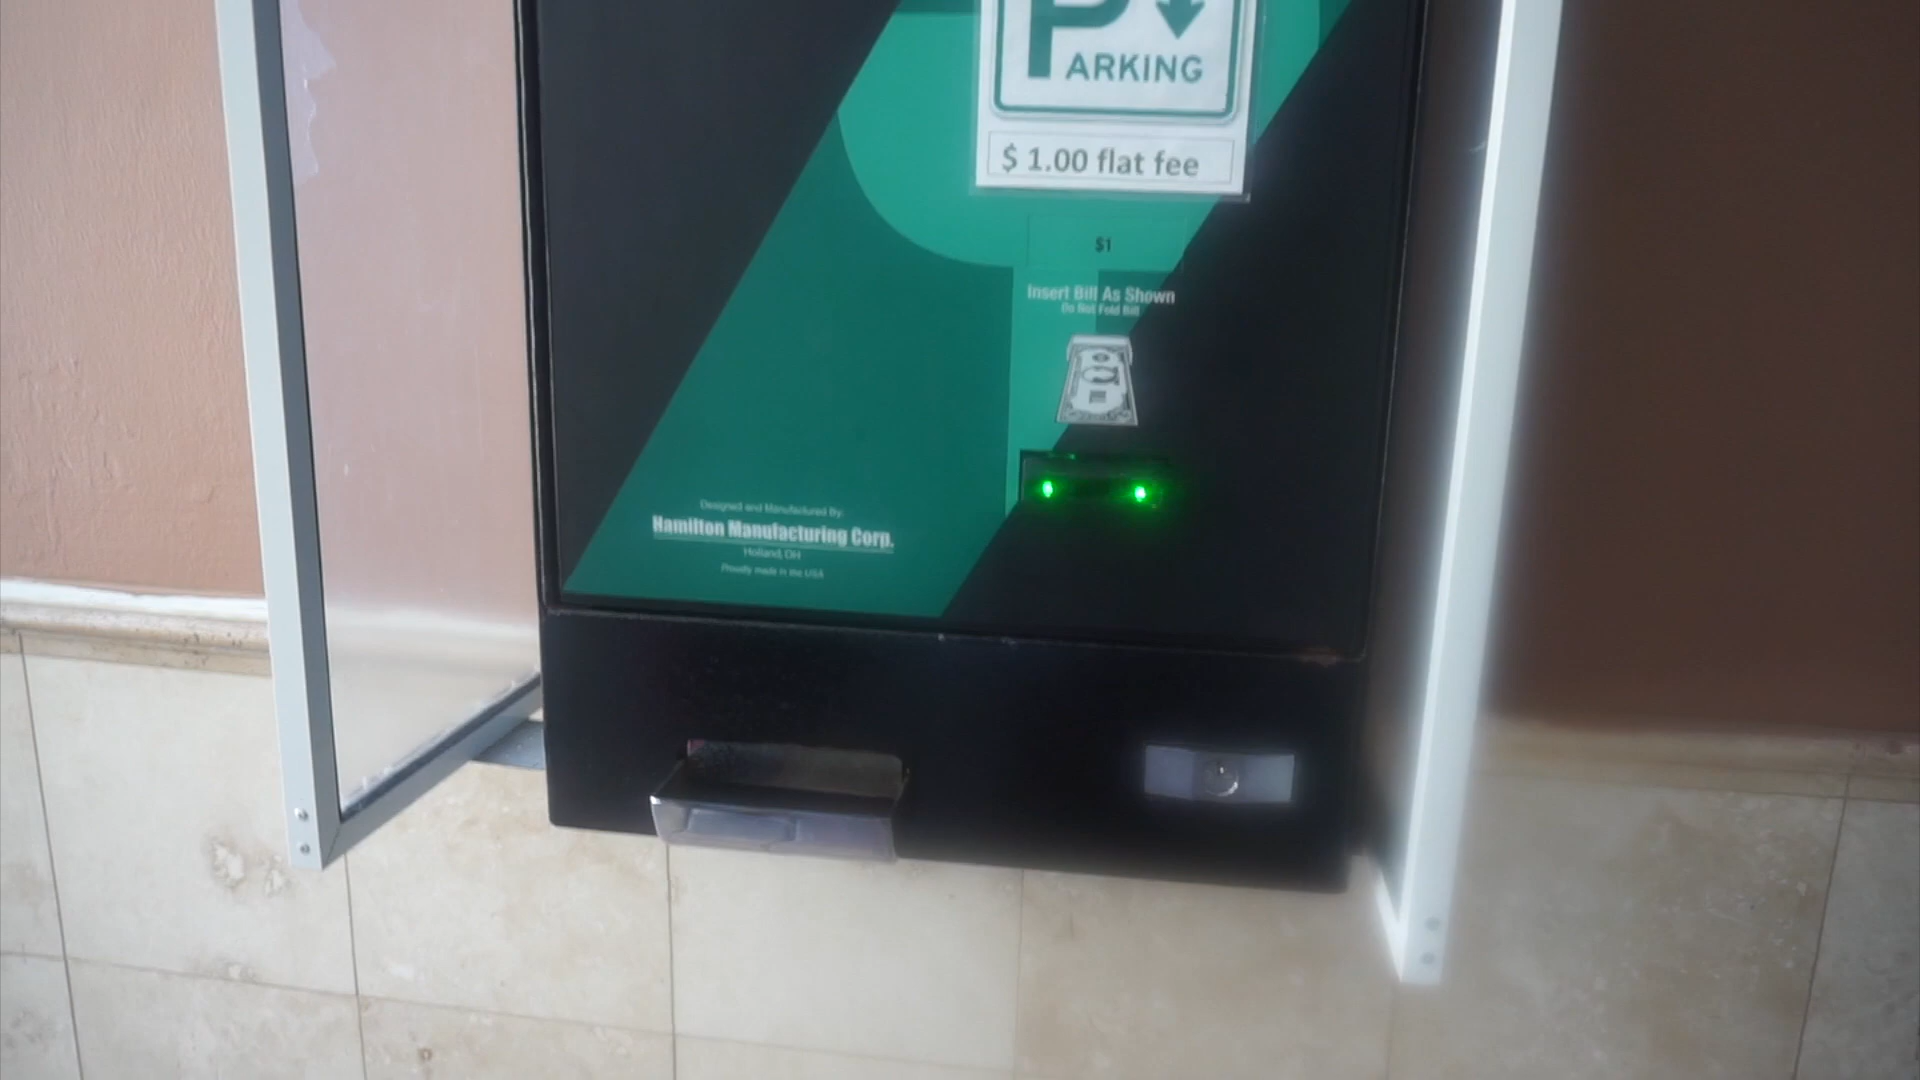 P
ARKING
$ 1.00 flat fee
$1
Insert Bill As Shown
Do Not Fold Bill
Designed and Manufactured By:
Hamilton Manufacturing Corp.
Holland, OH
Proudly made in the USA